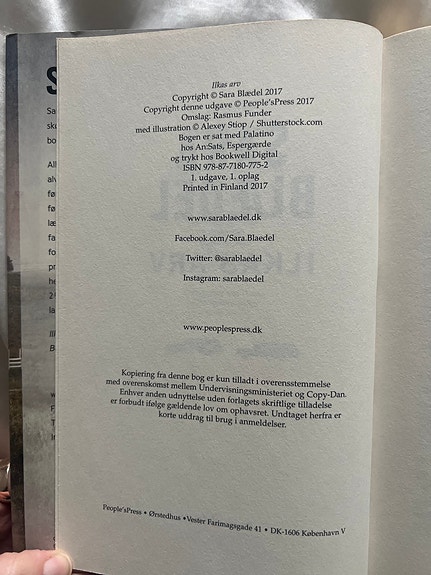 Ilkas arv
Copyright © Sara Blædel 2017
Copyright denne udgave © People'sPress 2017
Omslag: Rasmus Funder
med illustration © Alexey Stiop / Shutterstock.com
Bogen er sat med Palatino
hos An:Sats, Espergærde
og trykt hos Bookwell Digital
ISBN 978-87-7180-775-2
1. udgave, 1. oplag
Printed in Finland 2017
www.sarablaedel.dk
Facebook.com/Sara.Blaedel
Twitter: @sarablaedel
Instagram: sarablaedel
www.peoplespress.dk
Kopiering fra denne bog er kun tilladt i overensstemmelse
med overenskomst mellem Undervisningsministeriet og Copy-Dan.
Enhver anden udnyttelse uden forlagets skriftlige tilladelse
er forbudt ifølge gældende lov om ophavsret. Undtaget herfra er
korte uddrag til brug i anmeldelser.
People'sPress • Ørstedhus • Vester Farimagsgade 41 • DK-1606 København V